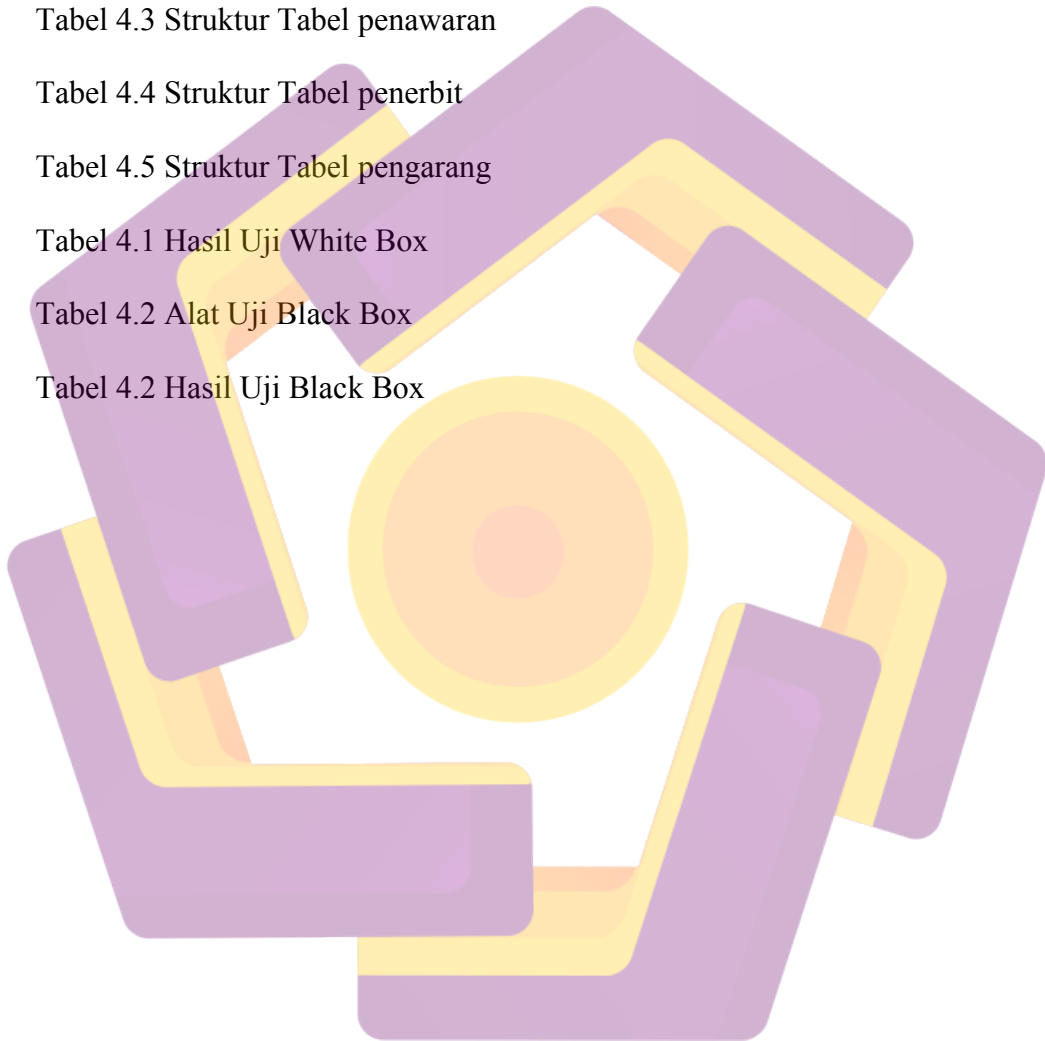 Tabel 4.3 Struktur Tabel penawaran
Tabel 4.4 Struktur Tabel penerbit
Tabel 4.5 Struktur Tabel pengarang
Tabel 4.1 Hasil Uji White Box
Tabel 4.2 Alat Uji Black Box
Tabel 4.2 Hasil Uji Black Box